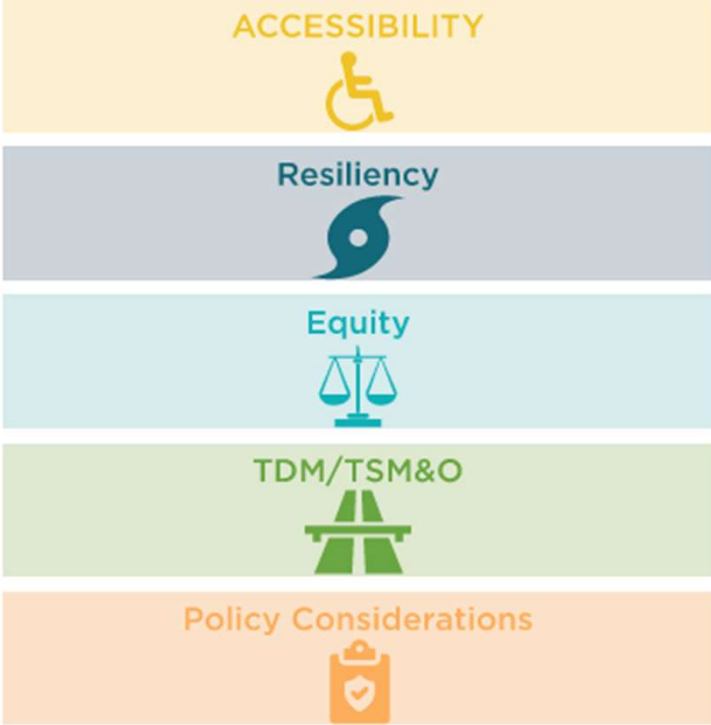 ACCESSIBILITY
Resiliency
Equity
TDM/TSM&O
Policy Considerations